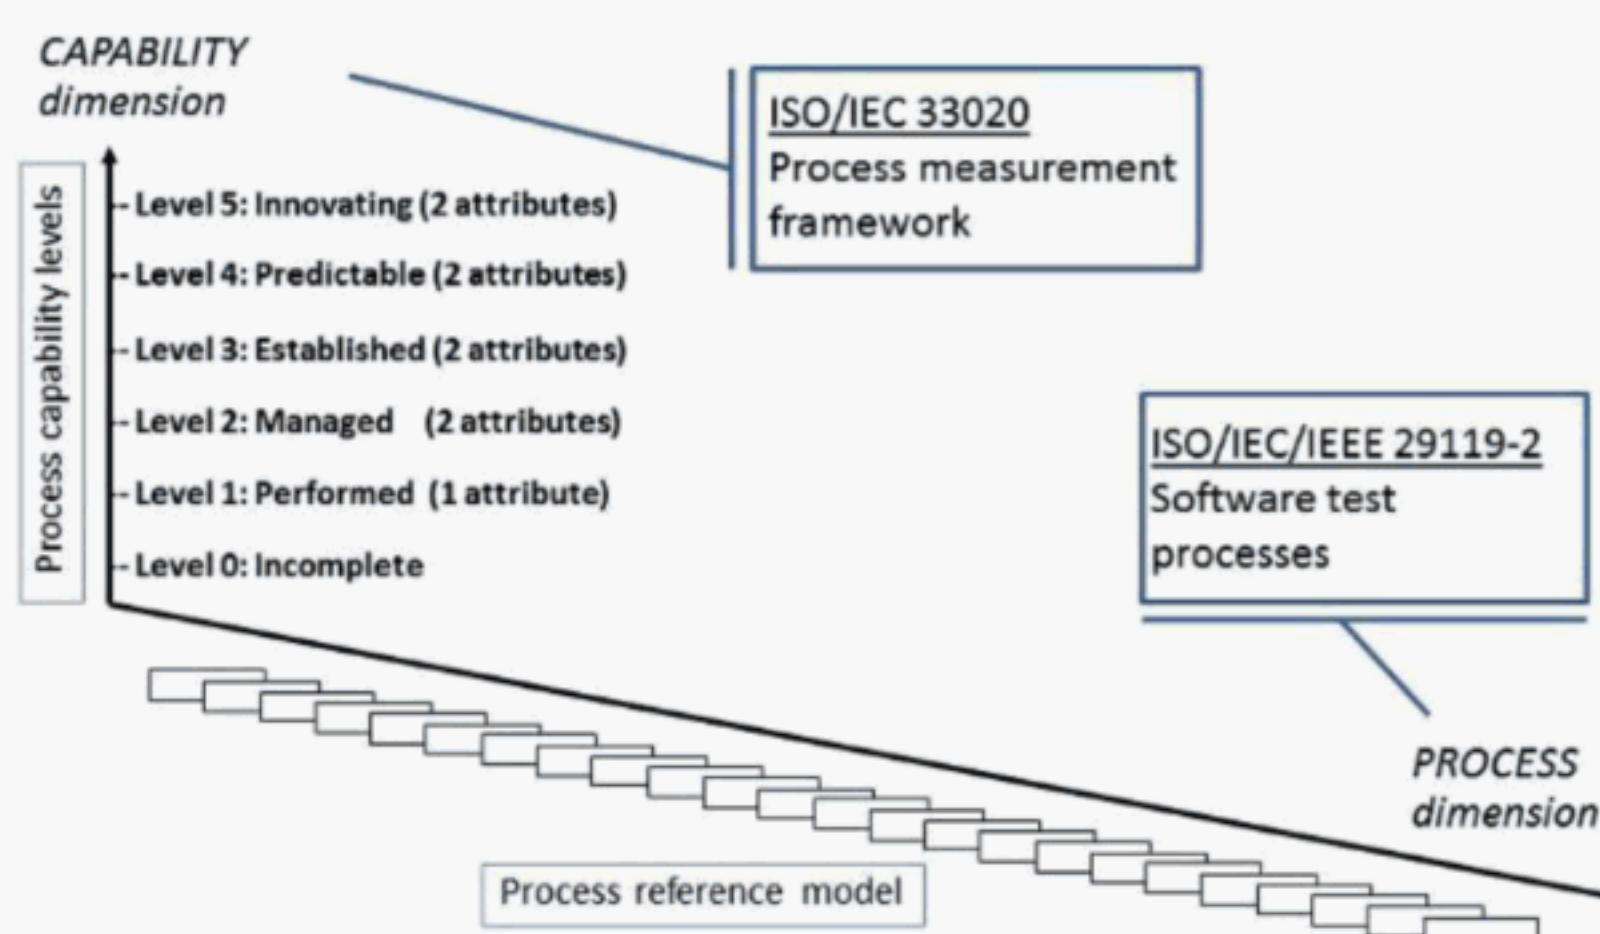 CAPABILITY
dimension
ISO/IEC 33020
Process measurement
framework
Process capability levels
Level 5: Innovating (2 attributes)
Level 4: Predictable (2 attributes)
Level 3: Established (2 attributes)
Level 2: Managed (2 attributes)
Level 1: Performed (1 attribute)
Level 0: Incomplete
ISO/IEC/IEEE 29119-2
Software test
processes
PROCESS
dimension
Process reference model